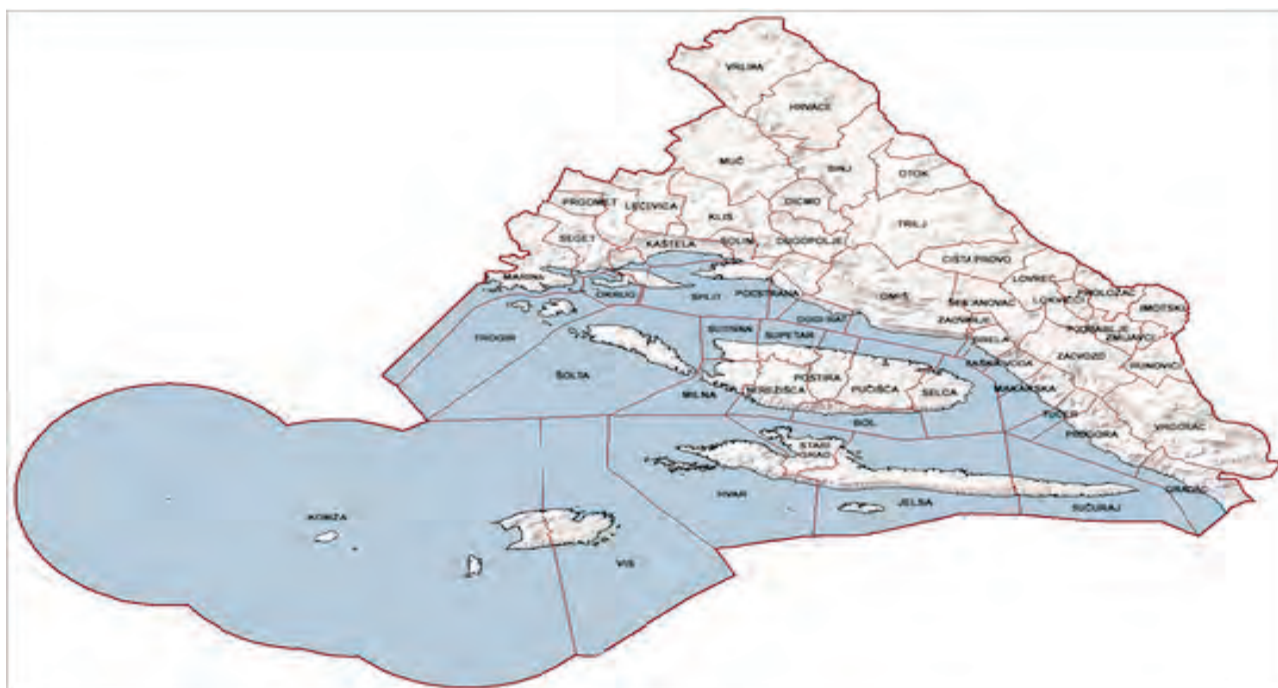 VRLIKA
HRVACE
MUĆ
SINJ
OTOK
PRGOMET
LEĆEVICA
DICMO
KLIS
TRILJ
SEGET
KAŠTELA
SOLIN
DUGOPOLJE
CISTA PROVO
MARINA
LOVREĆ
OKRUG
SPLIT
PODSTRANA
OMIŠ
ŠESTANOVAC
LOKVIČIĆI
PROLOŽAC
IMOTSKI
DUGI RAT
ZADVARJE
PODBABLJE
ZMIJAVCI
TROGIR
SUTIVAN
SUPETAR
BRELA
ZAGVOZD
RUNOVIĆI
BAŠKA VODA
ŠOLTA
POSTIRA
MILNA
NEREŽIŠĆA
PUČIŠĆA
SELCA
MAKARSKA
TUČEPI
BOL
PODGORA
VRGORAC
STARI
GRAD
GRADAC
HVAR
JELSA
SUĆURAJ
KOMIŽA
VIS